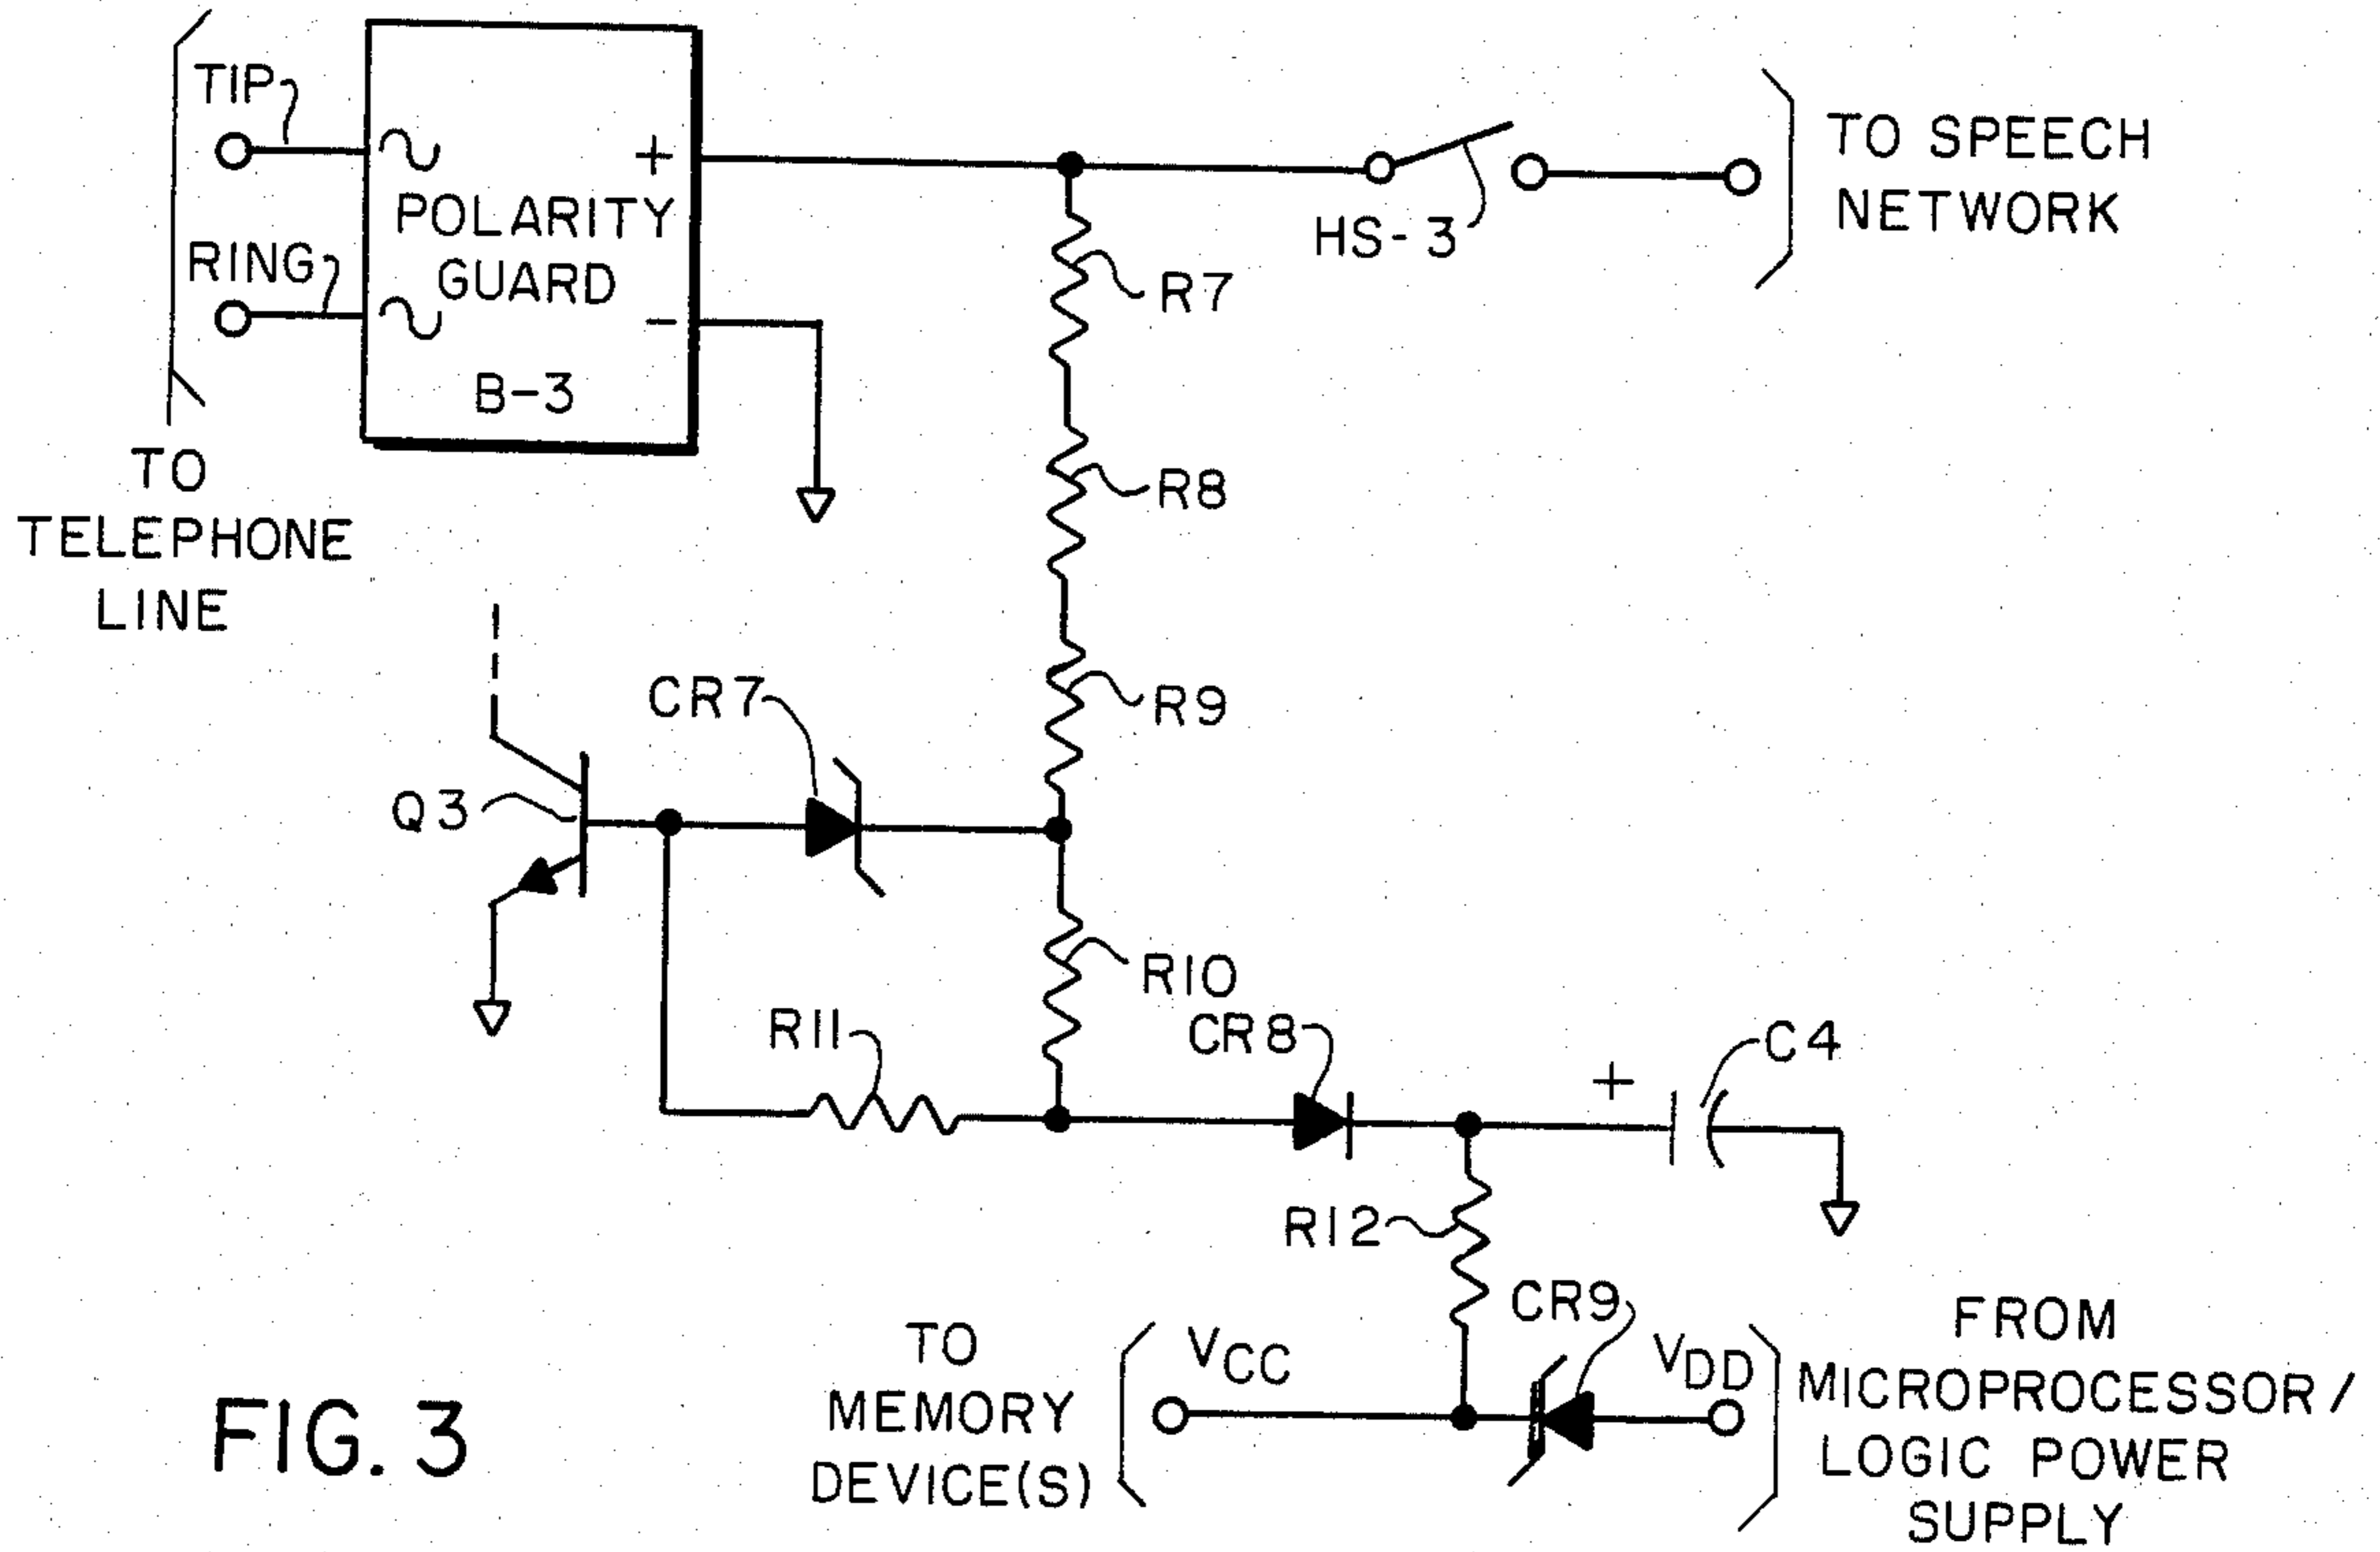 TIP
RING
POLARITY
GUARD
B-3
+
−
TO
TELEPHONE
LINE
HS-3
TO SPEECH
NETWORK
R7
R8
R9
CR7
Q3
R10
R11
CR8
+
C4
R12
CR9
TO
MEMORY
DEVICE(S)
VCC
VDD
FROM
MICROPROCESSOR/
LOGIC POWER
SUPPLY
FIG. 3